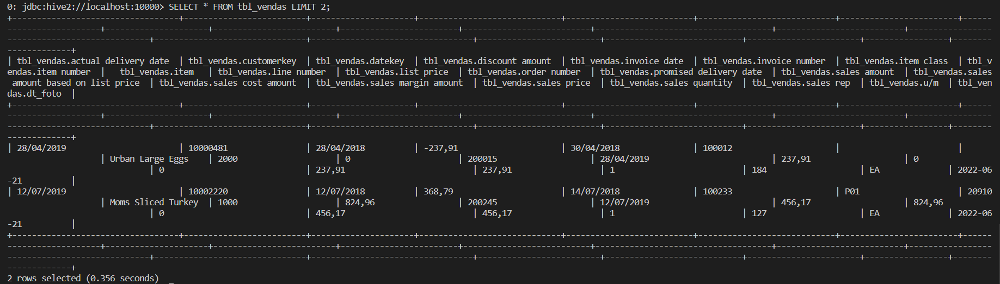 0: jdbc:hive2://localhost:10000> SELECT * FROM tbl_vendas LIMIT 2;
+----------------------------------+-------------------------+---------------------+-----------------------------+--------------------------+----------------------------+------------------------+------
-------------------+---------------------+-------------------------+------------------------+--------------------------+------------------------------------+--------------------------+-----------------
-----------------------------+-------------------------------+---------------------------------+-------------------------+----------------------------+-----------------------+-----------------+--------
-------------+
| tbl_vendas.actual delivery date | tbl_vendas.customerkey | tbl_vendas.datekey | tbl_vendas.discount amount | tbl_vendas.invoice date | tbl_vendas.invoice number | tbl_vendas.item class | tbl_v
endas.item number | tbl_vendas.item | tbl_vendas.line number | tbl_vendas.list price | tbl_vendas.order number | tbl_vendas.promised delivery date | tbl_vendas.sales amount | tbl_vendas.sales
amount based on list price | tbl_vendas.sales cost amount | tbl_vendas.sales margin amount | tbl_vendas.sales price | tbl_vendas.sales quantity | tbl_vendas.sales rep | tbl_vendas.u/m | tbl_ven
das.dt_foto |
+----------------------------------+-------------------------+---------------------+-----------------------------+--------------------------+----------------------------+------------------------+------
-------------------+---------------------+-------------------------+------------------------+--------------------------+------------------------------------+--------------------------+-----------------
-----------------------------+-------------------------------+---------------------------------+-------------------------+----------------------------+-----------------------+-----------------+--------
-------------+
| 28/04/2019 | 10000481 | 28/04/2018 | -237,91 | 30/04/2018 | 100012 | |
| Urban Large Eggs | 2000 | 0 | 200015 | 28/04/2019 | 237,91 | 0
| 0 | 237,91 | 237,91 | 1 | 184 | EA | 2022-06
-21 |
| 12/07/2019 | 10002220 | 12/07/2018 | 368,79 | 14/07/2018 | 100233 | P01 | 20910
| Moms Sliced Turkey | 1000 | 824,96 | 200245 | 12/07/2019 | 456,17 | 824,96
| 0 | 456,17 | 456,17 | 1 | 127 | EA | 2022-06
-21 |
+----------------------------------+-------------------------+---------------------+-----------------------------+--------------------------+----------------------------+------------------------+------
-------------------+---------------------+-------------------------+------------------------+--------------------------+------------------------------------+--------------------------+-----------------
-----------------------------+-------------------------------+---------------------------------+-------------------------+----------------------------+-----------------------+-----------------+--------
-------------+
2 rows selected (0.356 seconds)